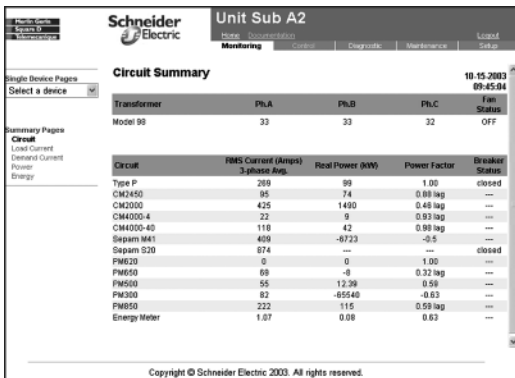 Merlin Gerin
Square D
Telemecanique
Schneider
Electric
Unit Sub A2
Home Documentation Logout
Monitoring Control Diagnostic Maintenance Setup
Single Device Pages
Select a device
Summary Pages
Circuit
Load Current
Demand Current
Power
Energy
Circuit Summary
10-15-2003
09:45:04
Transformer Ph.A Ph.B Ph.C Fan Status
Model 98 33 33 32 OFF
Circuit RMS Current (Amps) 3-phase Avg. Real Power (kW) Power Factor Breaker Status
Type P 269 99 1.00 closed
CM2450 95 74 0.88 lag ---
CM2000 425 1490 0.46 lag ---
CM4000-4 22 9 0.93 lag ---
CM4000-40 118 42 0.98 lag ---
Sepam M41 409 -6723 -0.5 ---
Sepam S20 874 --- --- closed
PM620 0 0 1.00 ---
PM650 69 -8 0.32 lag ---
PM500 55 12.39 0.59 ---
PM300 82 -65540 -0.63 ---
PM850 222 115 0.59 lag ---
Energy Meter 1.07 0.08 0.63 ---
Copyright © Schneider Electric 2003. All rights reserved.